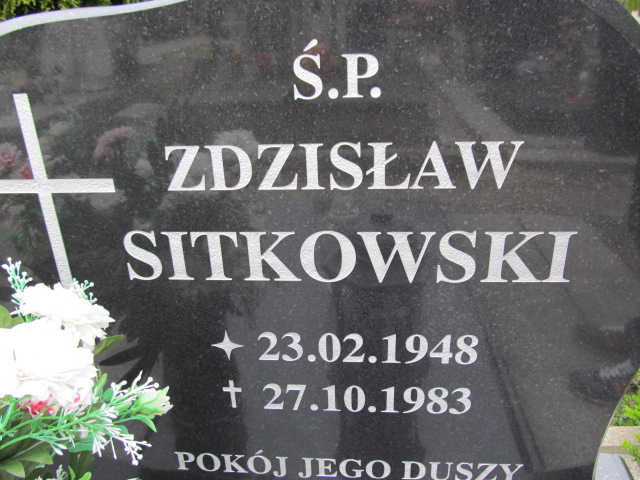 Ś.P.
ZDZISŁAW
SITKOWSKI
✦ 23.02.1948
✝ 27.10.1983
POKÓJ JEGO DUSZY